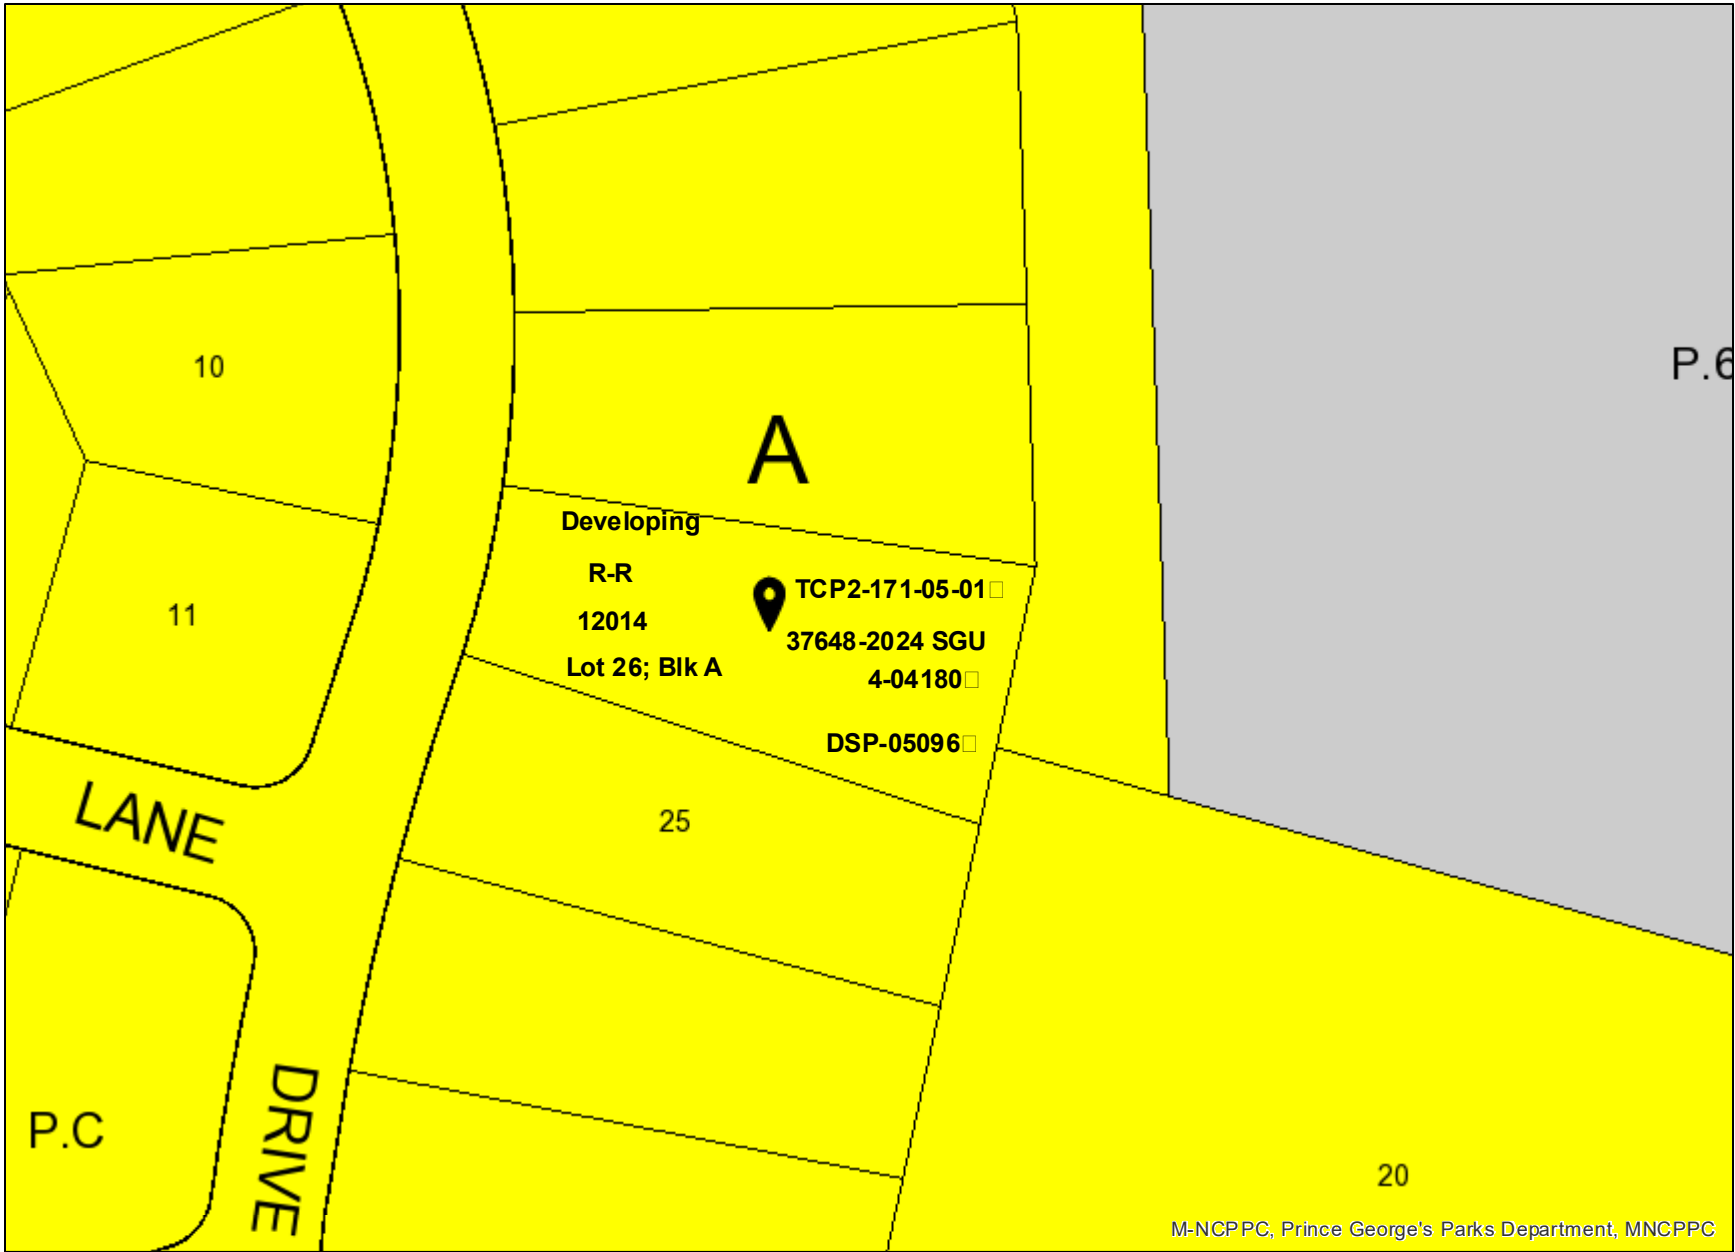 10
P.6
A
Developing
R-R
TCP2-171-05-01
11
12014
37648-2024 SGU
Lot 26; Blk A
4-04180
DSP-05096
LANE
25
DRIVE
P.C
20
M-NCPPC, Prince George's Parks Department, MNCPPC